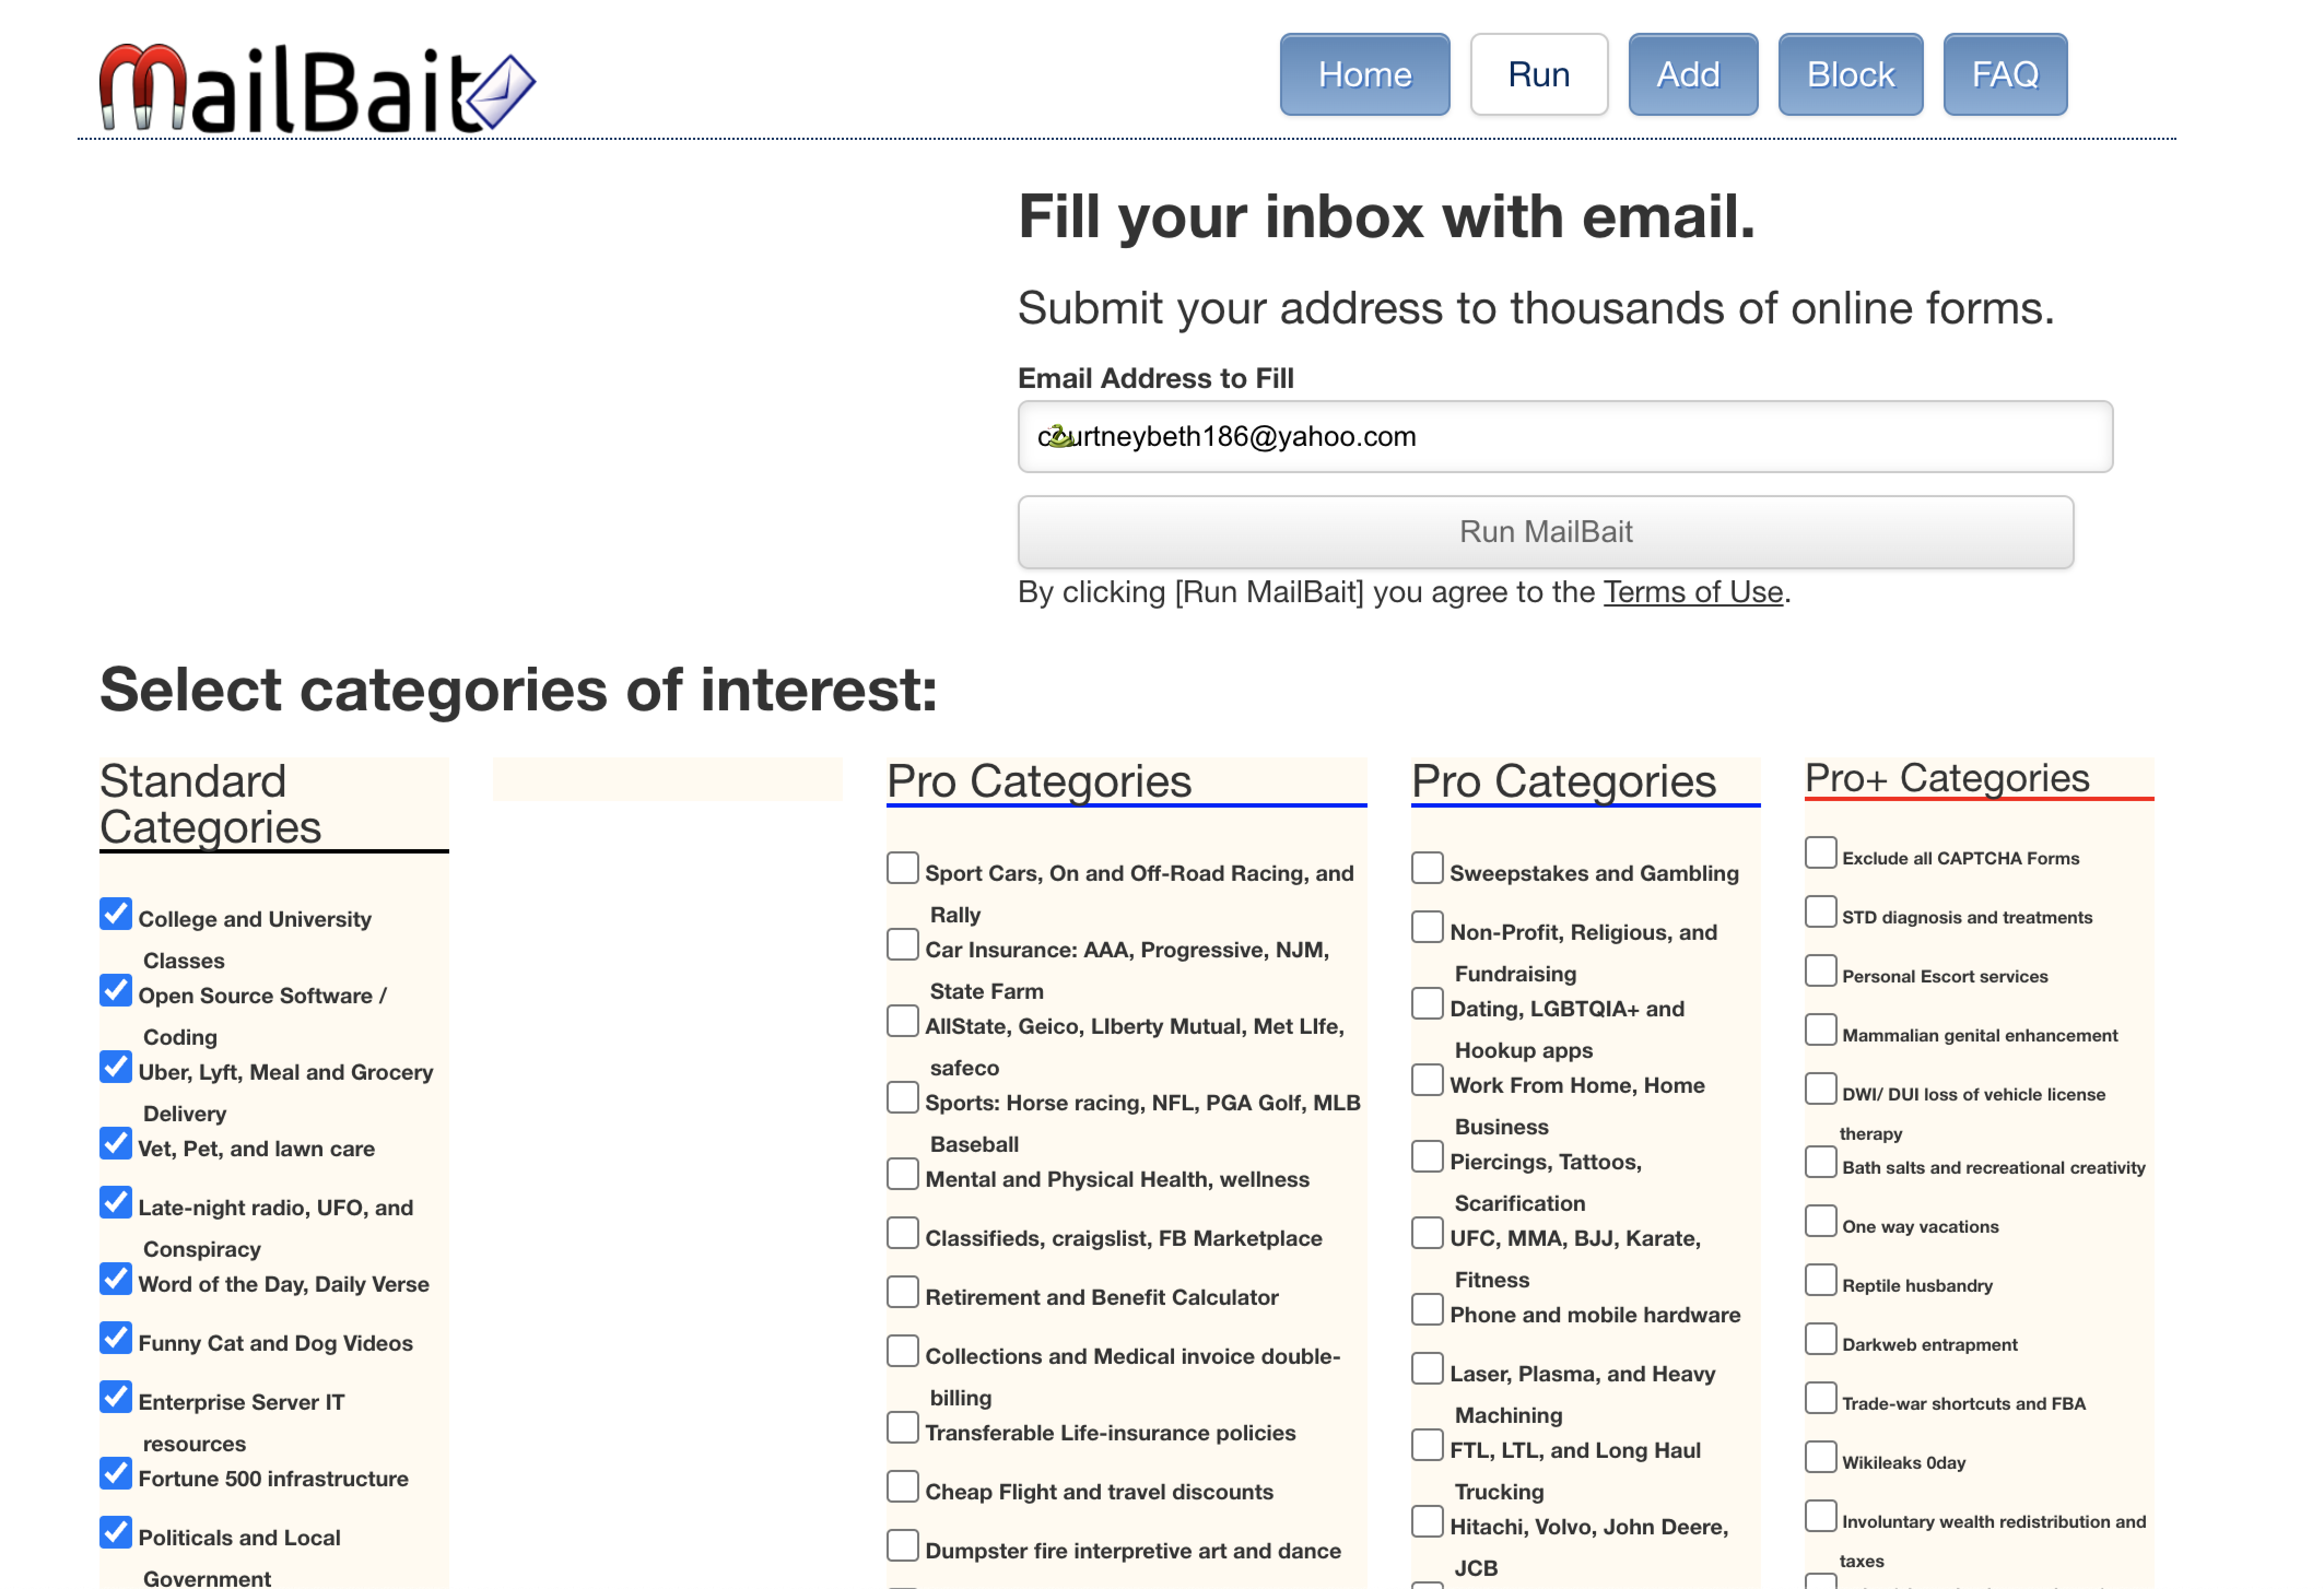 MailBait
Home
Run
Add
Block
FAQ
Fill your inbox with email.
Submit your address to thousands of online forms.
Email Address to Fill
courtneybeth186@yahoo.com
Run MailBait
By clicking [Run MailBait] you agree to the Terms of Use.
Select categories of interest:
Standard
Categories
College and University
Classes
Open Source Software /
Coding
Uber, Lyft, Meal and Grocery
Delivery
Vet, Pet, and lawn care
Late-night radio, UFO, and
Conspiracy
Word of the Day, Daily Verse
Funny Cat and Dog Videos
Enterprise Server IT
resources
Fortune 500 infrastructure
Politicals and Local
Government
Pro Categories
Sport Cars, On and Off-Road Racing, and
Rally
Car Insurance: AAA, Progressive, NJM,
State Farm
AllState, Geico, LIberty Mutual, Met LIfe,
safeco
Sports: Horse racing, NFL, PGA Golf, MLB
Baseball
Mental and Physical Health, wellness
Classifieds, craigslist, FB Marketplace
Retirement and Benefit Calculator
Collections and Medical invoice double-
billing
Transferable Life-insurance policies
Cheap Flight and travel discounts
Dumpster fire interpretive art and dance
Pro Categories
Sweepstakes and Gambling
Non-Profit, Religious, and
Fundraising
Dating, LGBTQIA+ and
Hookup apps
Work From Home, Home
Business
Piercings, Tattoos,
Scarification
UFC, MMA, BJJ, Karate,
Fitness
Phone and mobile hardware
Laser, Plasma, and Heavy
Machining
FTL, LTL, and Long Haul
Trucking
Hitachi, Volvo, John Deere,
JCB
Pro+ Categories
Exclude all CAPTCHA Forms
STD diagnosis and treatments
Personal Escort services
Mammalian genital enhancement
DWI/ DUI loss of vehicle license
therapy
Bath salts and recreational creativity
One way vacations
Reptile husbandry
Darkweb entrapment
Trade-war shortcuts and FBA
Wikileaks 0day
Involuntary wealth redistribution and
taxes